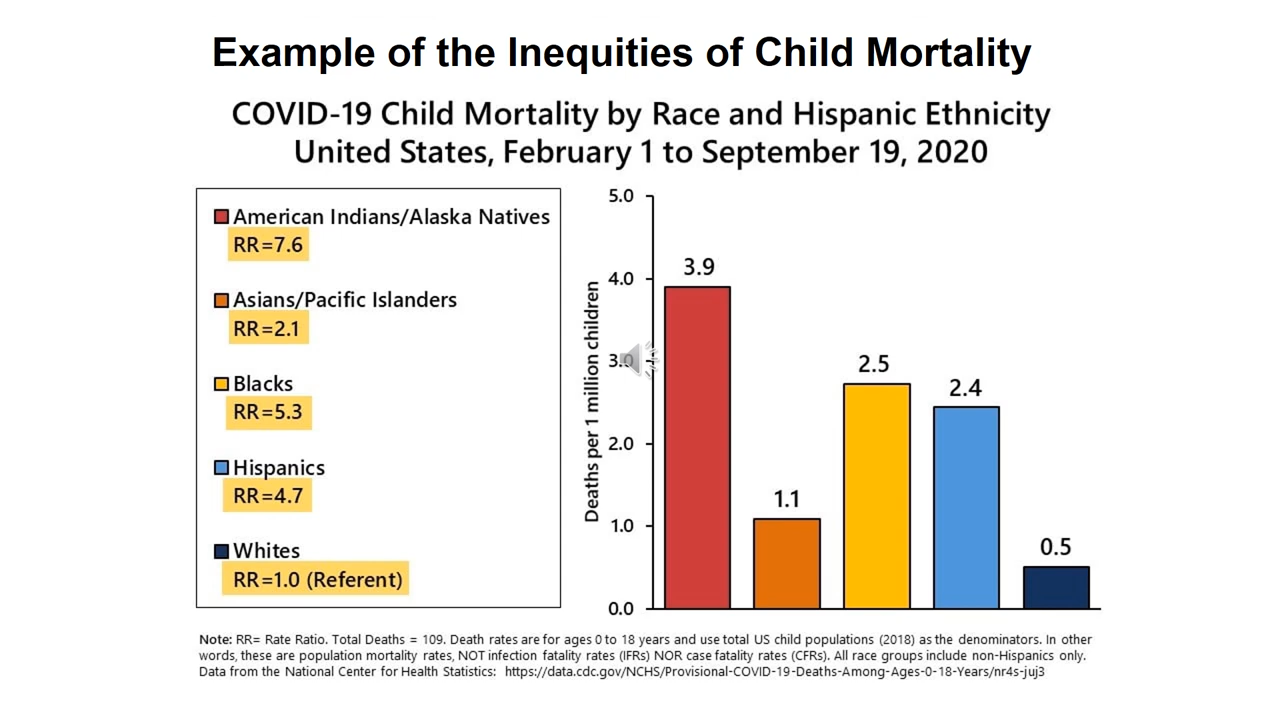 Example of the Inequities of Child Mortality
COVID-19 Child Mortality by Race and Hispanic Ethnicity
United States, February 1 to September 19, 2020
American Indians/Alaska Natives
RR=7.6
Asians/Pacific Islanders
RR=2.1
Blacks
RR=5.3
Hispanics
RR=4.7
Whites
RR=1.0 (Referent)
Deaths per 1 million children
5.0
4.0
3.0
2.0
1.0
0.0
3.9
1.1
2.5
2.4
0.5
Note: RR= Rate Ratio. Total Deaths = 109. Death rates are for ages 0 to 18 years and use total US child populations (2018) as the denominators. In other
words, these are population mortality rates, NOT infection fatality rates (IFRs) NOR case fatality rates (CFRs). All race groups include non-Hispanics only.
Data from the National Center for Health Statistics: https://data.cdc.gov/NCHS/Provisional-COVID-19-Deaths-Among-Ages-0-18-Years/nr4s-juj3